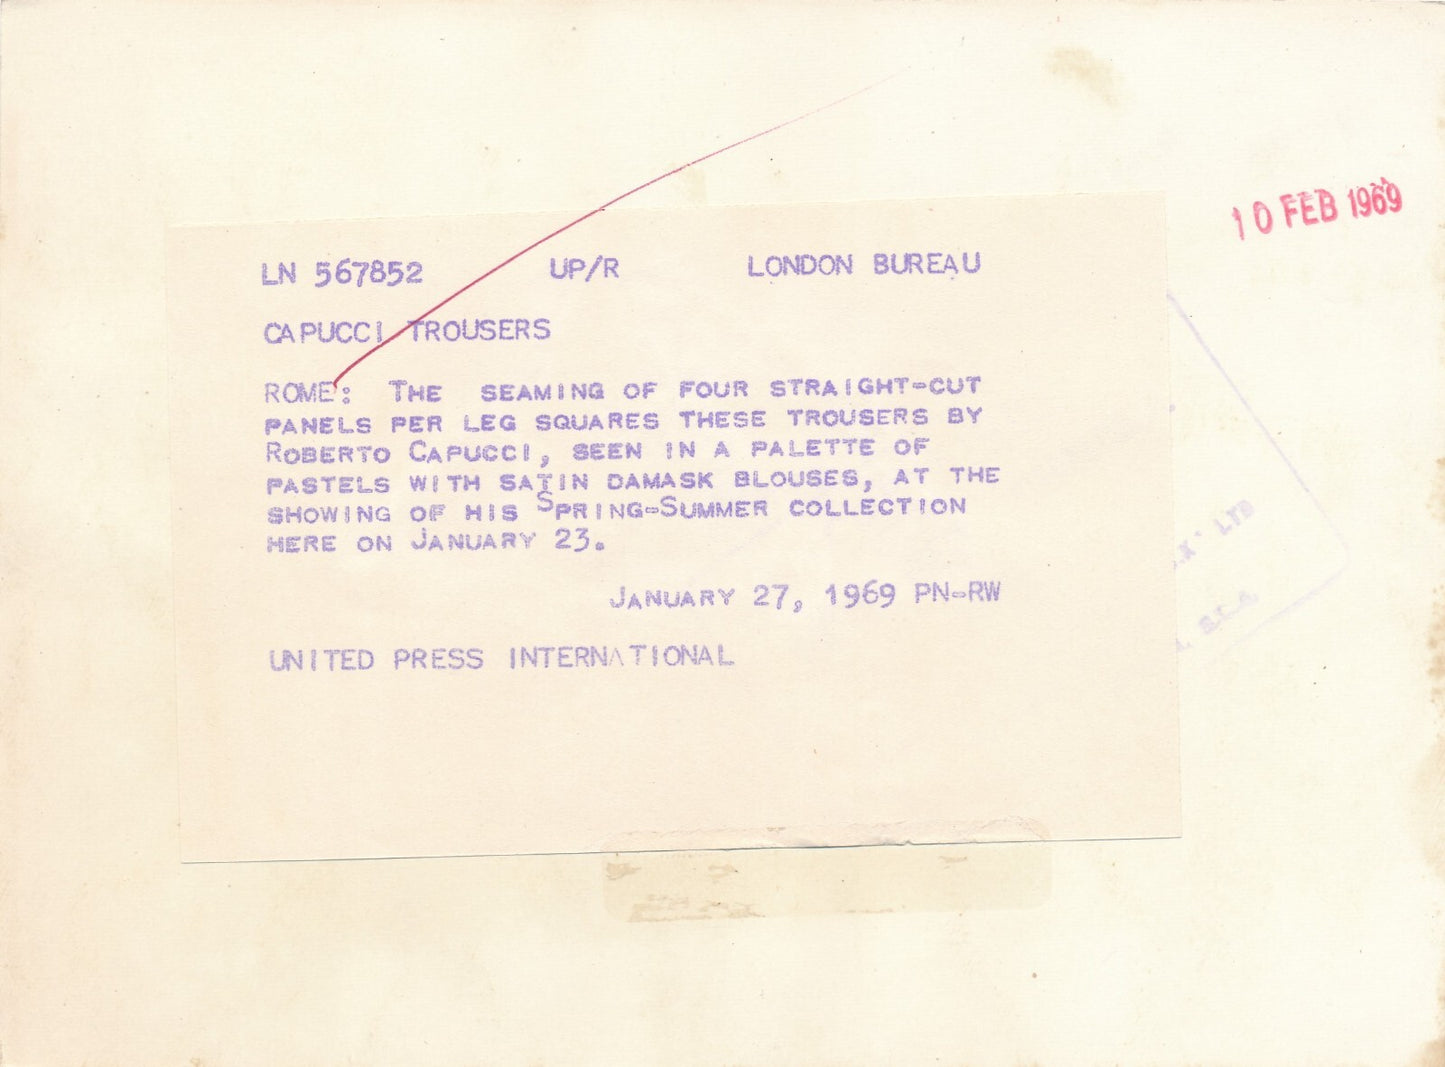 10 FEB 1969
LN 567852 UP/R LONDON BUREAU
CAPUCCI TROUSERS
ROME: THE SEAMING OF FOUR STRAIGHT-CUT
PANELS PER LEG SQUARES THESE TROUSERS BY
ROBERTO CAPUCCI, SEEN IN A PALETTE OF
PASTELS WITH SATIN DAMASK BLOUSES, AT THE
SHOWING OF HIS SPRING-SUMMER COLLECTION
HERE ON JANUARY 23.
JANUARY 27, 1969 PN-RW
UNITED PRESS INTERNATIONAL
LTD